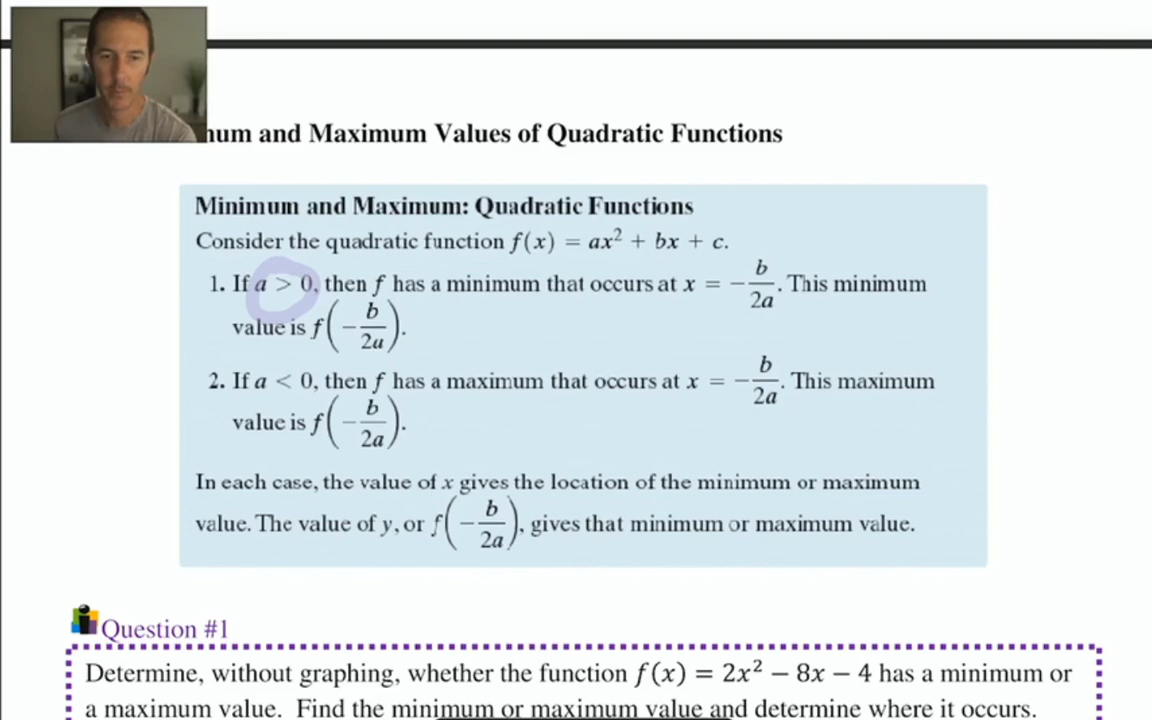 num and Maximum Values of Quadratic Functions
Minimum and Maximum: Quadratic Functions
Consider the quadratic function f(x) = ax² + bx + c.
1. If a > 0, then f has a minimum that occurs at x = −b/2a. This minimum
value is f(−b/2a).
2. If a < 0, then f has a maximum that occurs at x = −b/2a. This maximum
value is f(−b/2a).
In each case, the value of x gives the location of the minimum or maximum
value. The value of y, or f(−b/2a), gives that minimum or maximum value.
Question #1
Determine, without graphing, whether the function f(x) = 2x² − 8x − 4 has a minimum or
a maximum value. Find the minimum or maximum value and determine where it occurs.